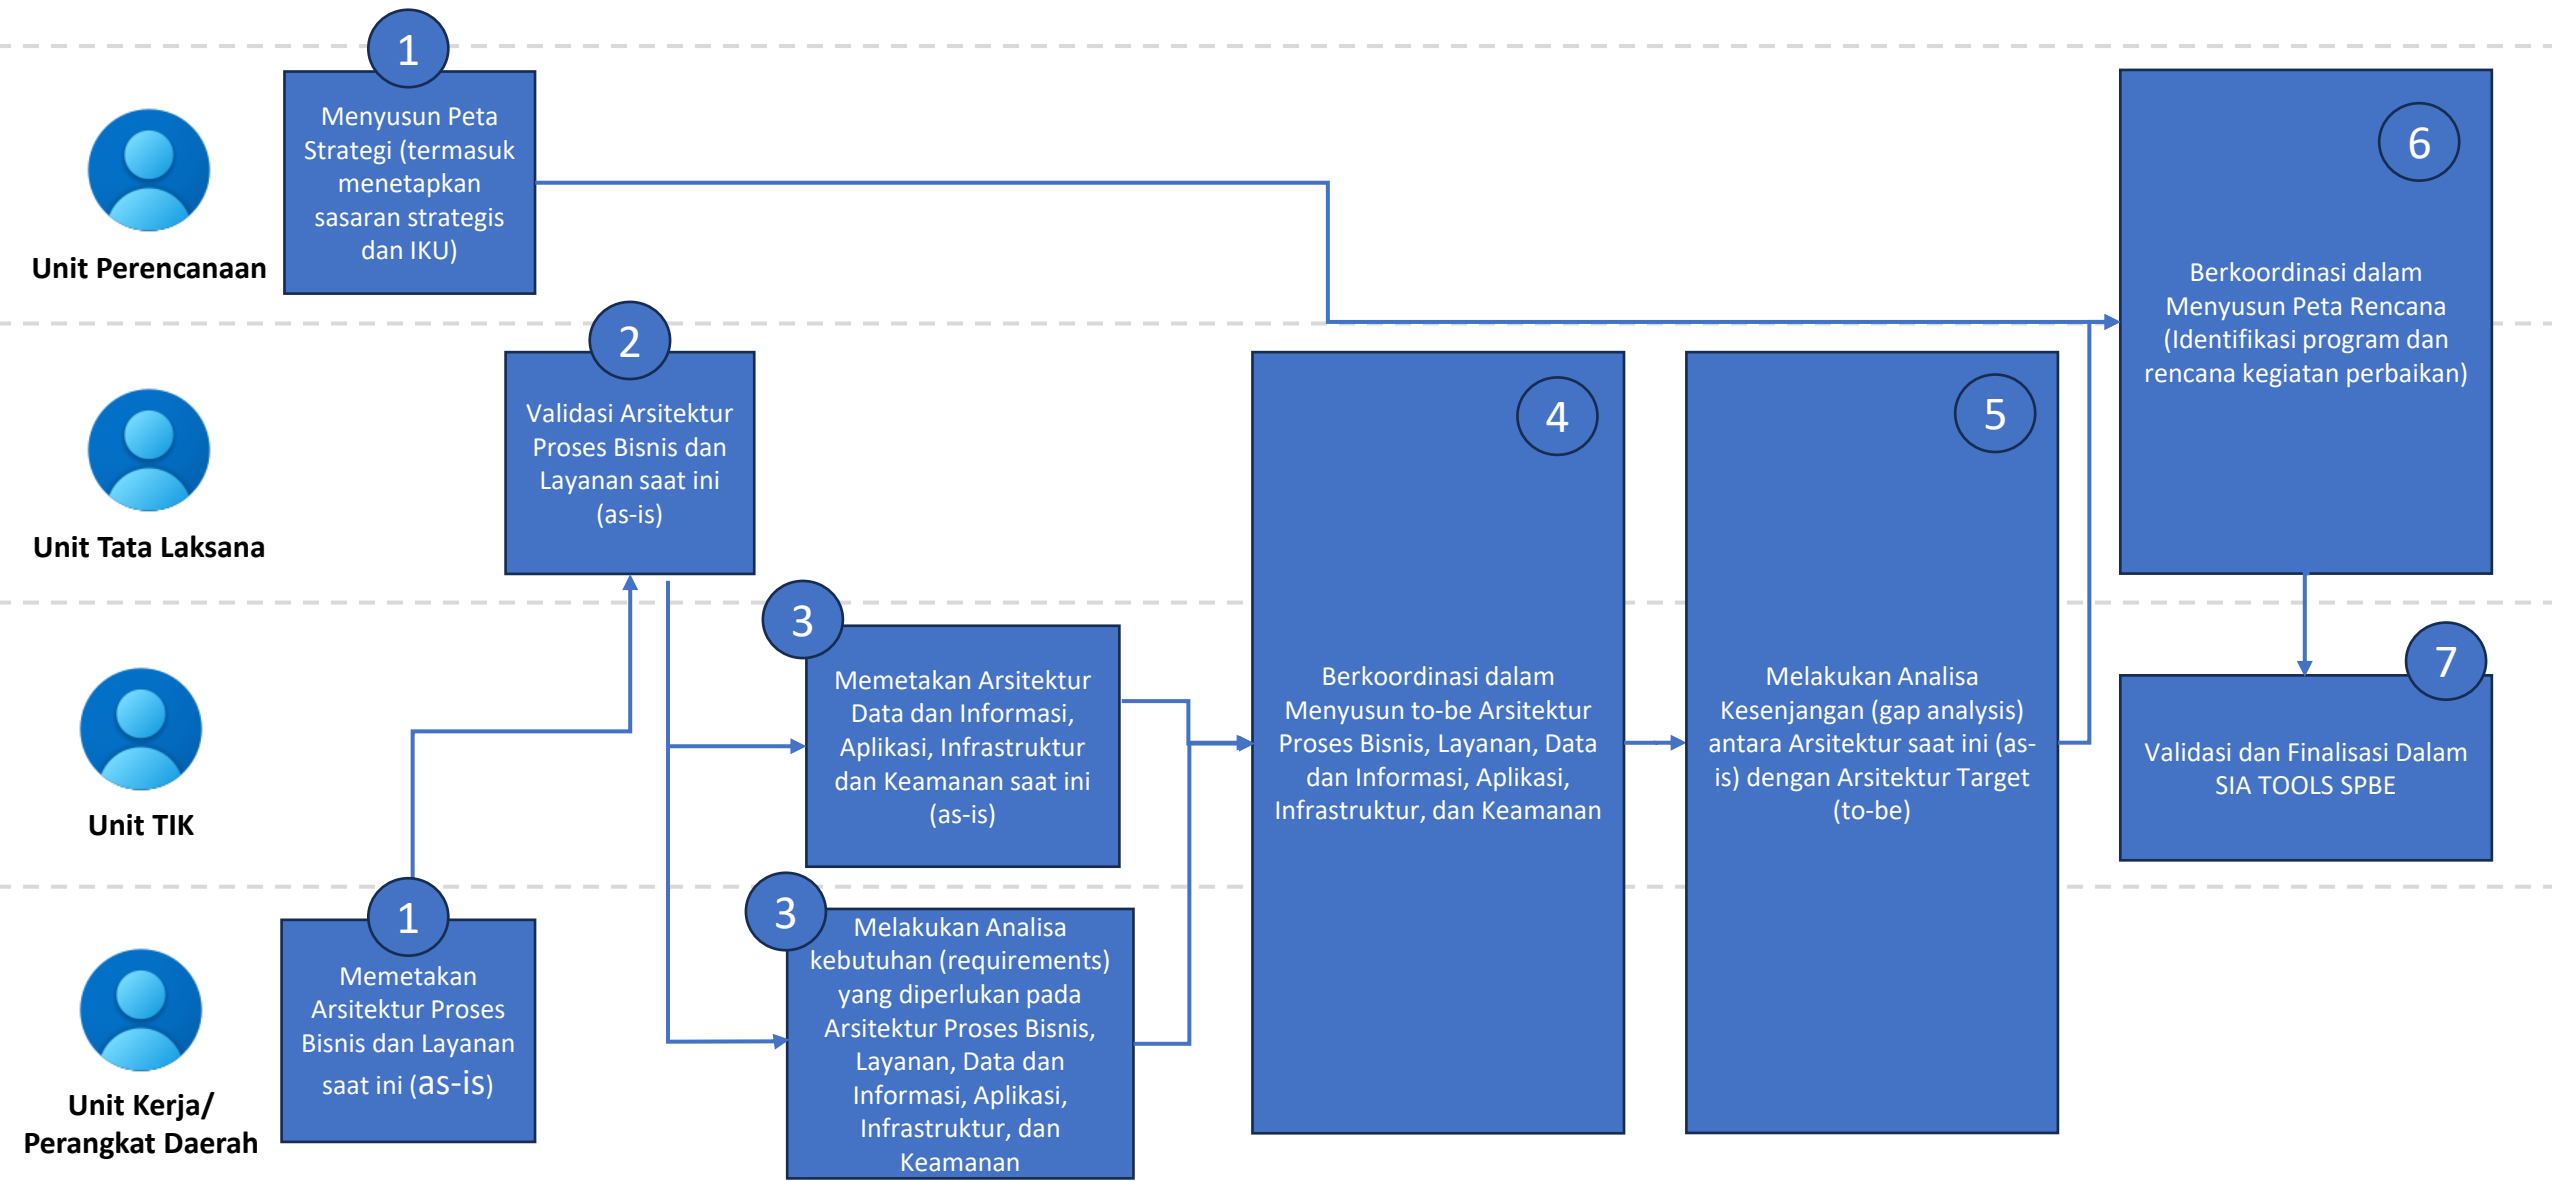 1
Menyusun Peta
Strategi (termasuk
menetapkan
sasaran strategis
dan IKU)
Unit Perencanaan
6
Berkoordinasi dalam
Menyusun Peta Rencana
(Identifikasi program dan
rencana kegiatan perbaikan)
2
Validasi Arsitektur
Proses Bisnis dan
Layanan saat ini
(as-is)
Unit Tata Laksana
4
Berkoordinasi dalam
Menyusun to-be Arsitektur
Proses Bisnis, Layanan, Data
dan Informasi, Aplikasi,
Infrastruktur, dan Keamanan
5
Melakukan Analisa
Kesenjangan (gap analysis)
antara Arsitektur saat ini (as-
is) dengan Arsitektur Target
(to-be)
3
Memetakan Arsitektur
Data dan Informasi,
Aplikasi, Infrastruktur
dan Keamanan saat ini
(as-is)
Unit TIK
7
Validasi dan Finalisasi Dalam
SIA TOOLS SPBE
1
Memetakan
Arsitektur Proses
Bisnis dan Layanan
saat ini (as-is)
Unit Kerja/
Perangkat Daerah
3
Melakukan Analisa
kebutuhan (requirements)
yang diperlukan pada
Arsitektur Proses Bisnis,
Layanan, Data dan
Informasi, Aplikasi,
Infrastruktur, dan
Keamanan